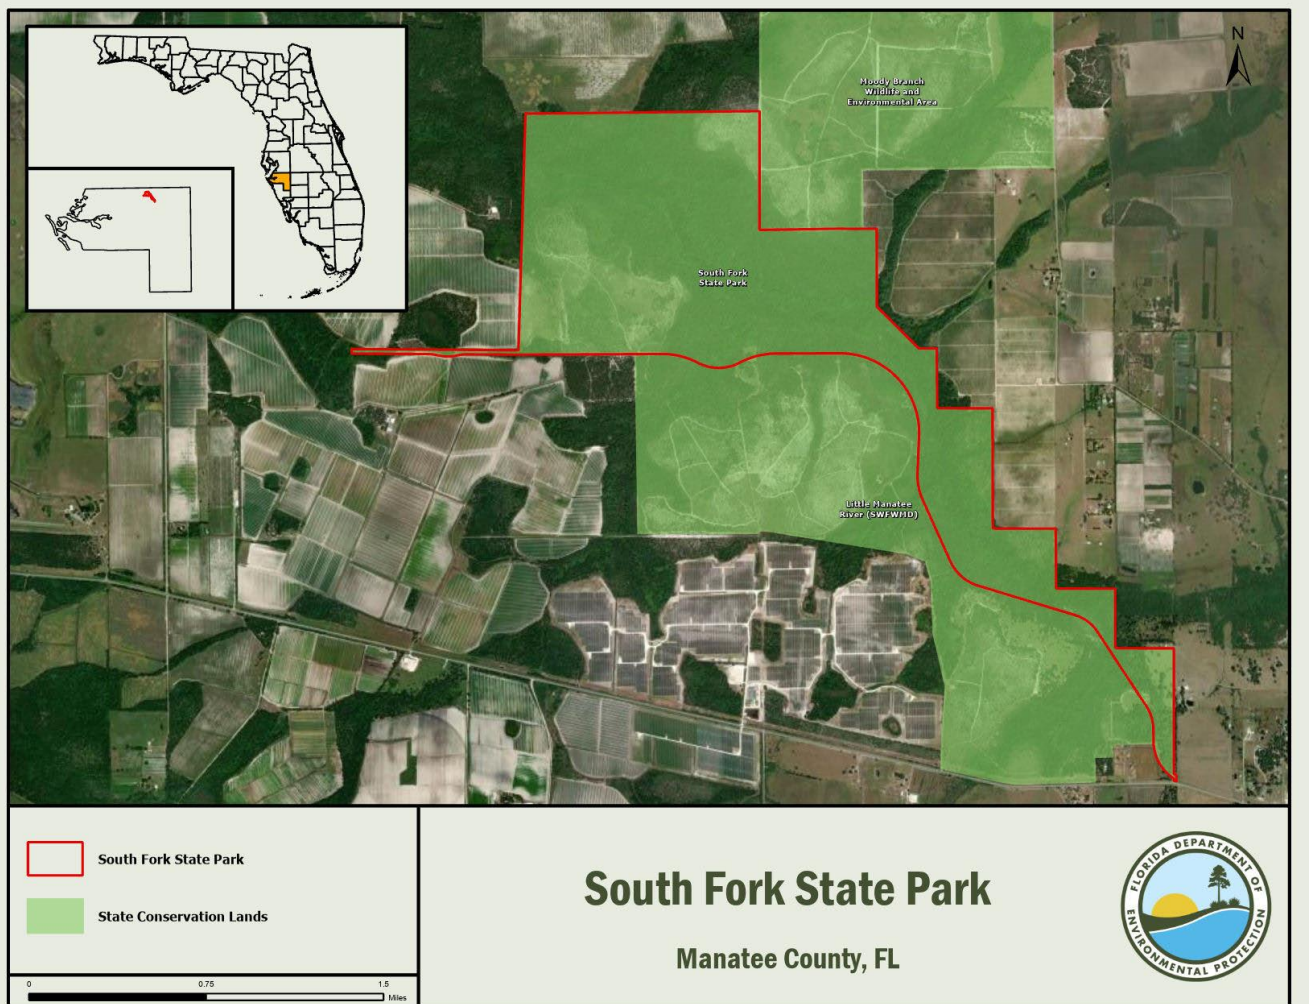 N
Moody Branch
Wildlife and
Environmental Area
South Fork
State Park
Little Manatee
River (SWFWMD)
South Fork State Park
State Conservation Lands
0 0.75 1.5
Miles
South Fork State Park
Manatee County, FL
FLORIDA DEPARTMENT OF
ENVIRONMENTAL PROTECTION